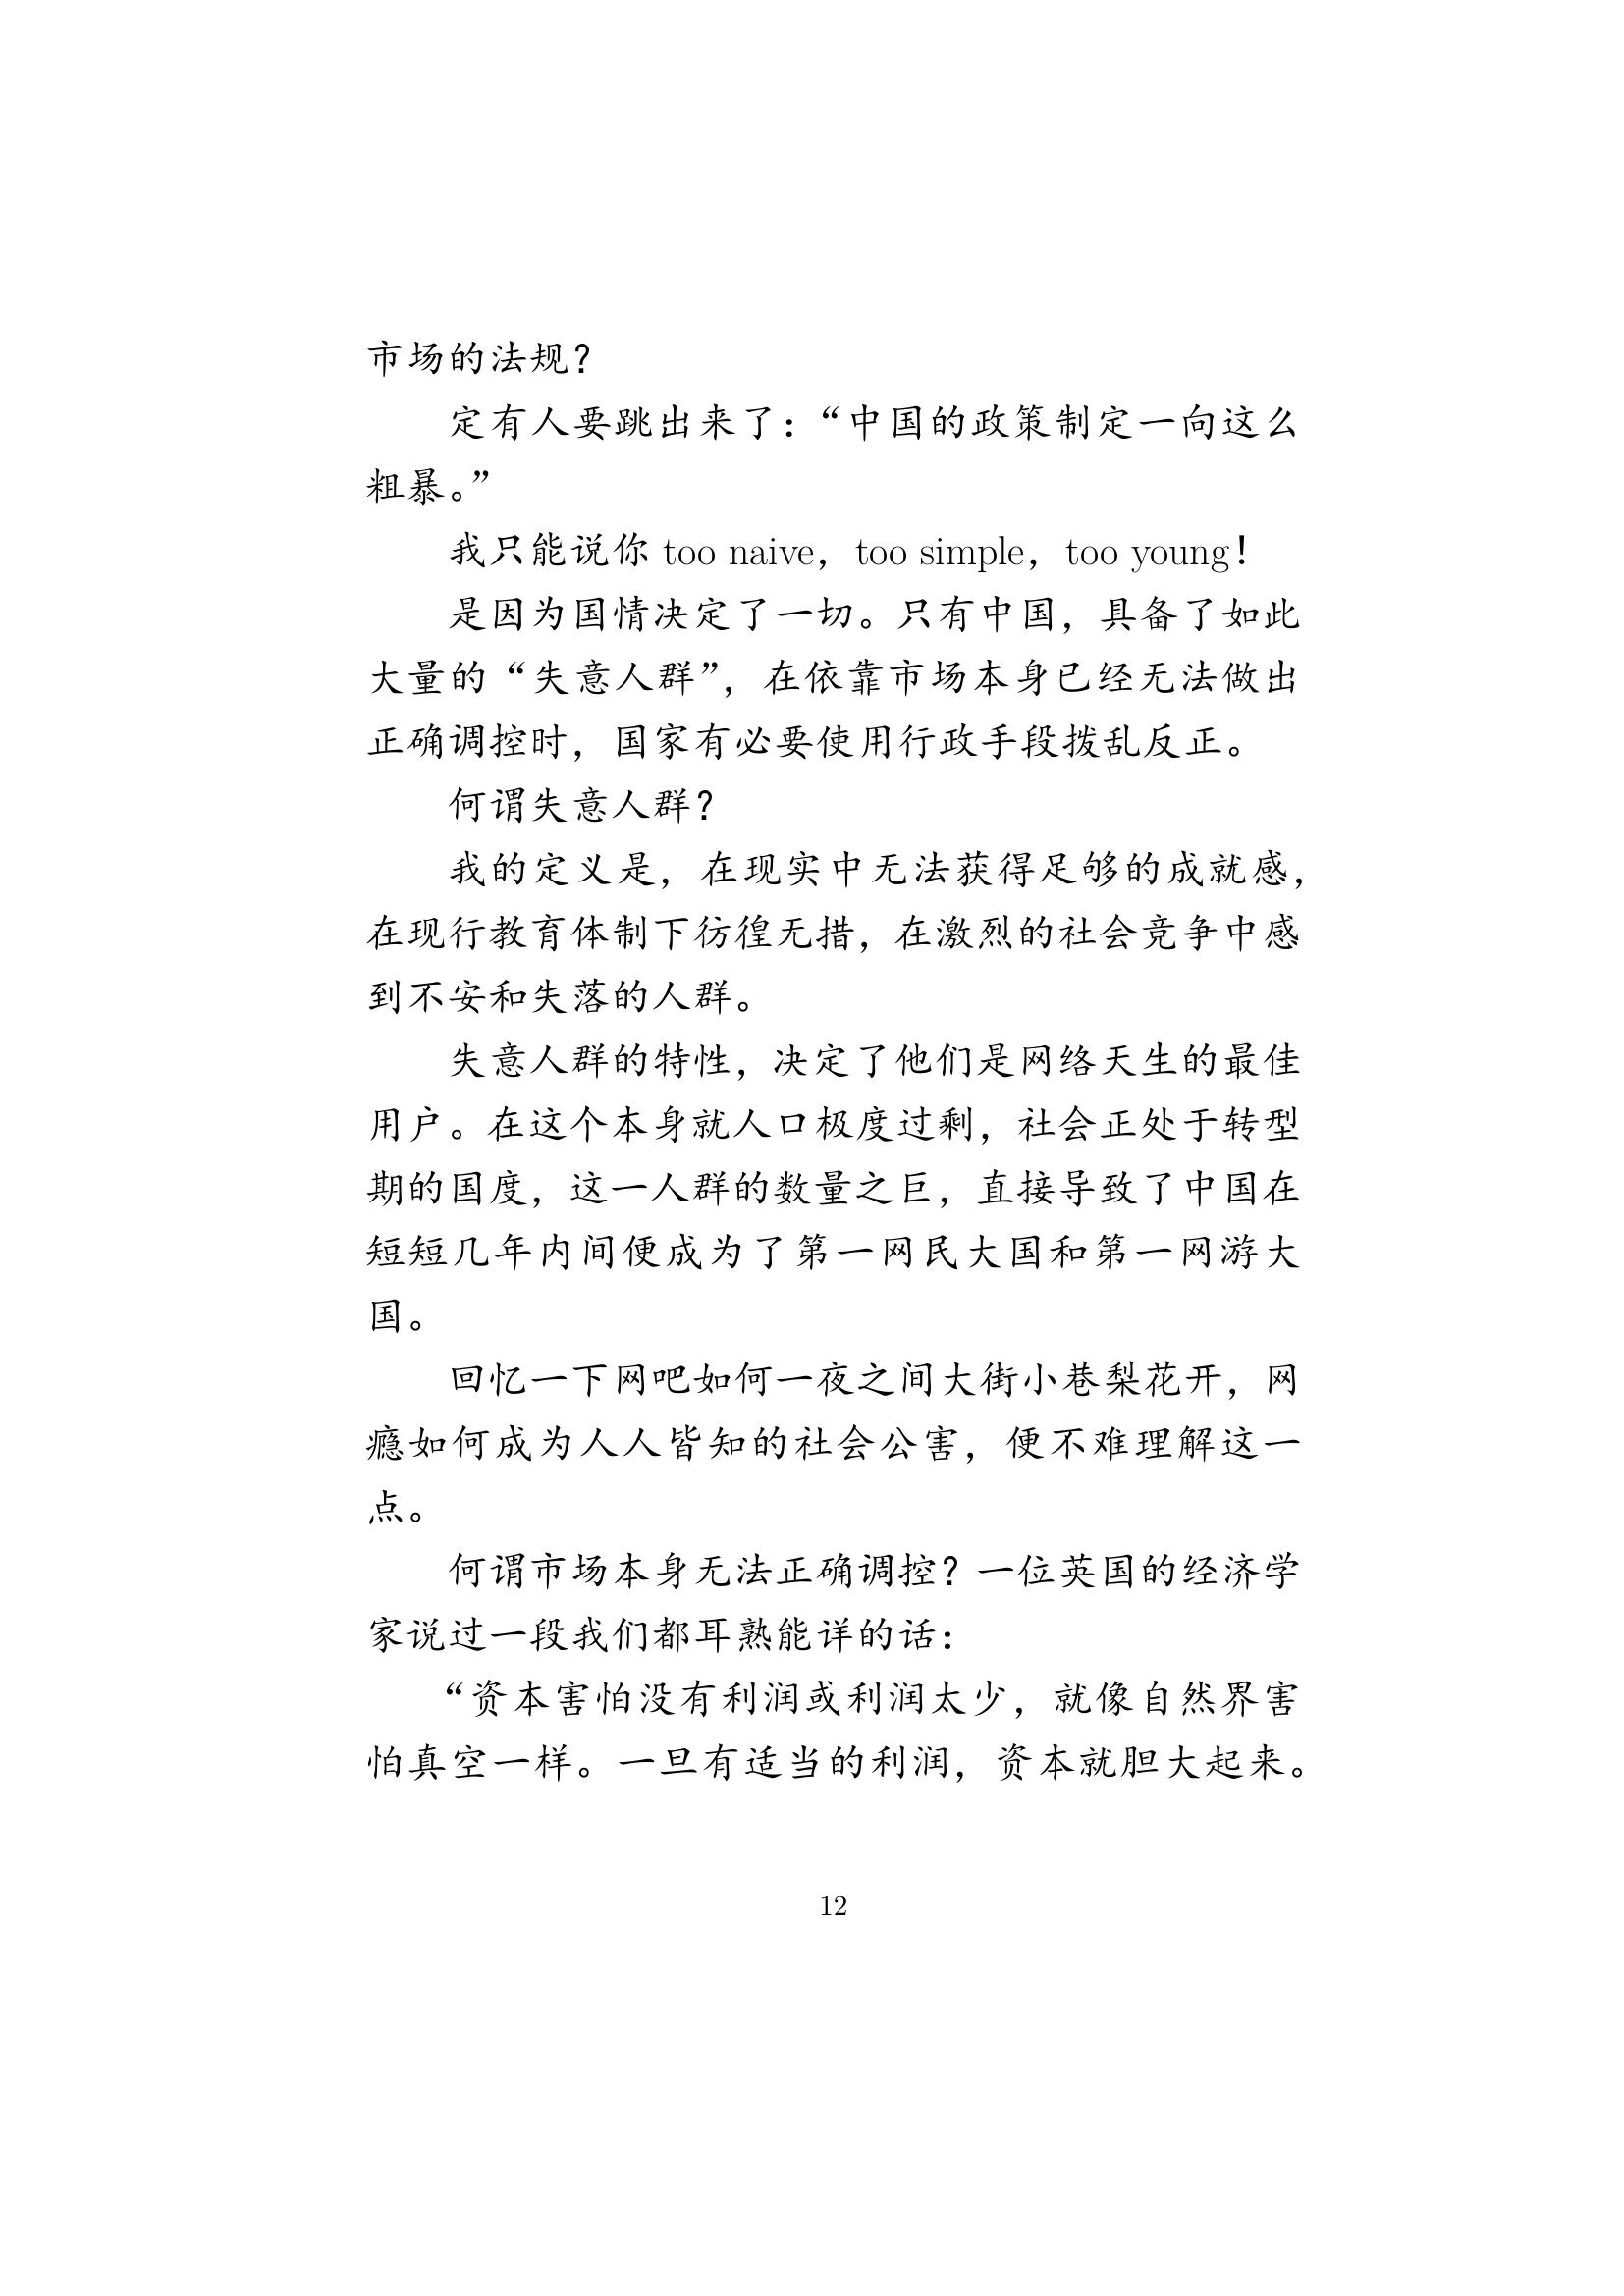 市场的法规？
定有人要跳出来了：“中国的政策制定一向这么
粗暴。”
我只能说你 too naive，too simple，too young！
是因为国情决定了一切。只有中国，具备了如此
大量的“失意人群”，在依靠市场本身已经无法做出
正确调控时，国家有必要使用行政手段拨乱反正。
何谓失意人群？
我的定义是，在现实中无法获得足够的成就感，
在现行教育体制下彷徨无措，在激烈的社会竞争中感
到不安和失落的人群。
失意人群的特性，决定了他们是网络天生的最佳
用户。在这个本身就人口极度过剩，社会正处于转型
期的国度，这一人群的数量之巨，直接导致了中国在
短短几年内间便成为了第一网民大国和第一网游大
国。
回忆一下网吧如何一夜之间大街小巷梨花开，网
瘾如何成为人人皆知的社会公害，便不难理解这一
点。
何谓市场本身无法正确调控？一位英国的经济学
家说过一段我们都耳熟能详的话：
“资本害怕没有利润或利润太少，就像自然界害
怕真空一样。一旦有适当的利润，资本就胆大起来。
12